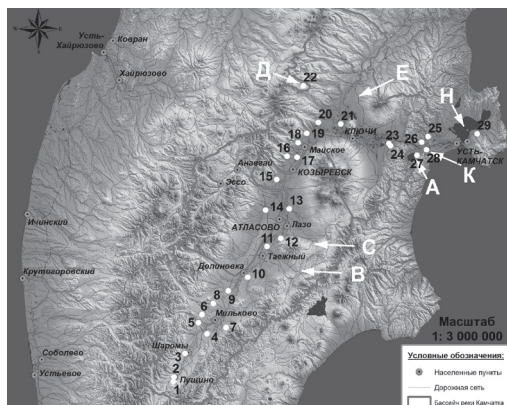 Усть-
Хайрюзово
Ковран
Хайрюзово
Д
22
Е
Н
20
21
КЛЮЧИ
18
19
Майское
16
17
КОЗЫРЕВСК
Анавгай
15
Эссо
23
24
26
25
29
УСТЬ-
КАМЧАТСК
28
27
К
А
14
13
АТЛАСОВО
Лазо
Ичинский
11
12
С
Таежный
Крутогоровский
Долиновка
10
В
9
8
6
5
Мильково
7
4
Шаромы
3
2
Пущино
1
Соболево
Устьевое
Масштаб
1: 3 000 000
Условные обозначения:
Населенные пункты
Дорожная сеть
Бассейн реки Камчатка